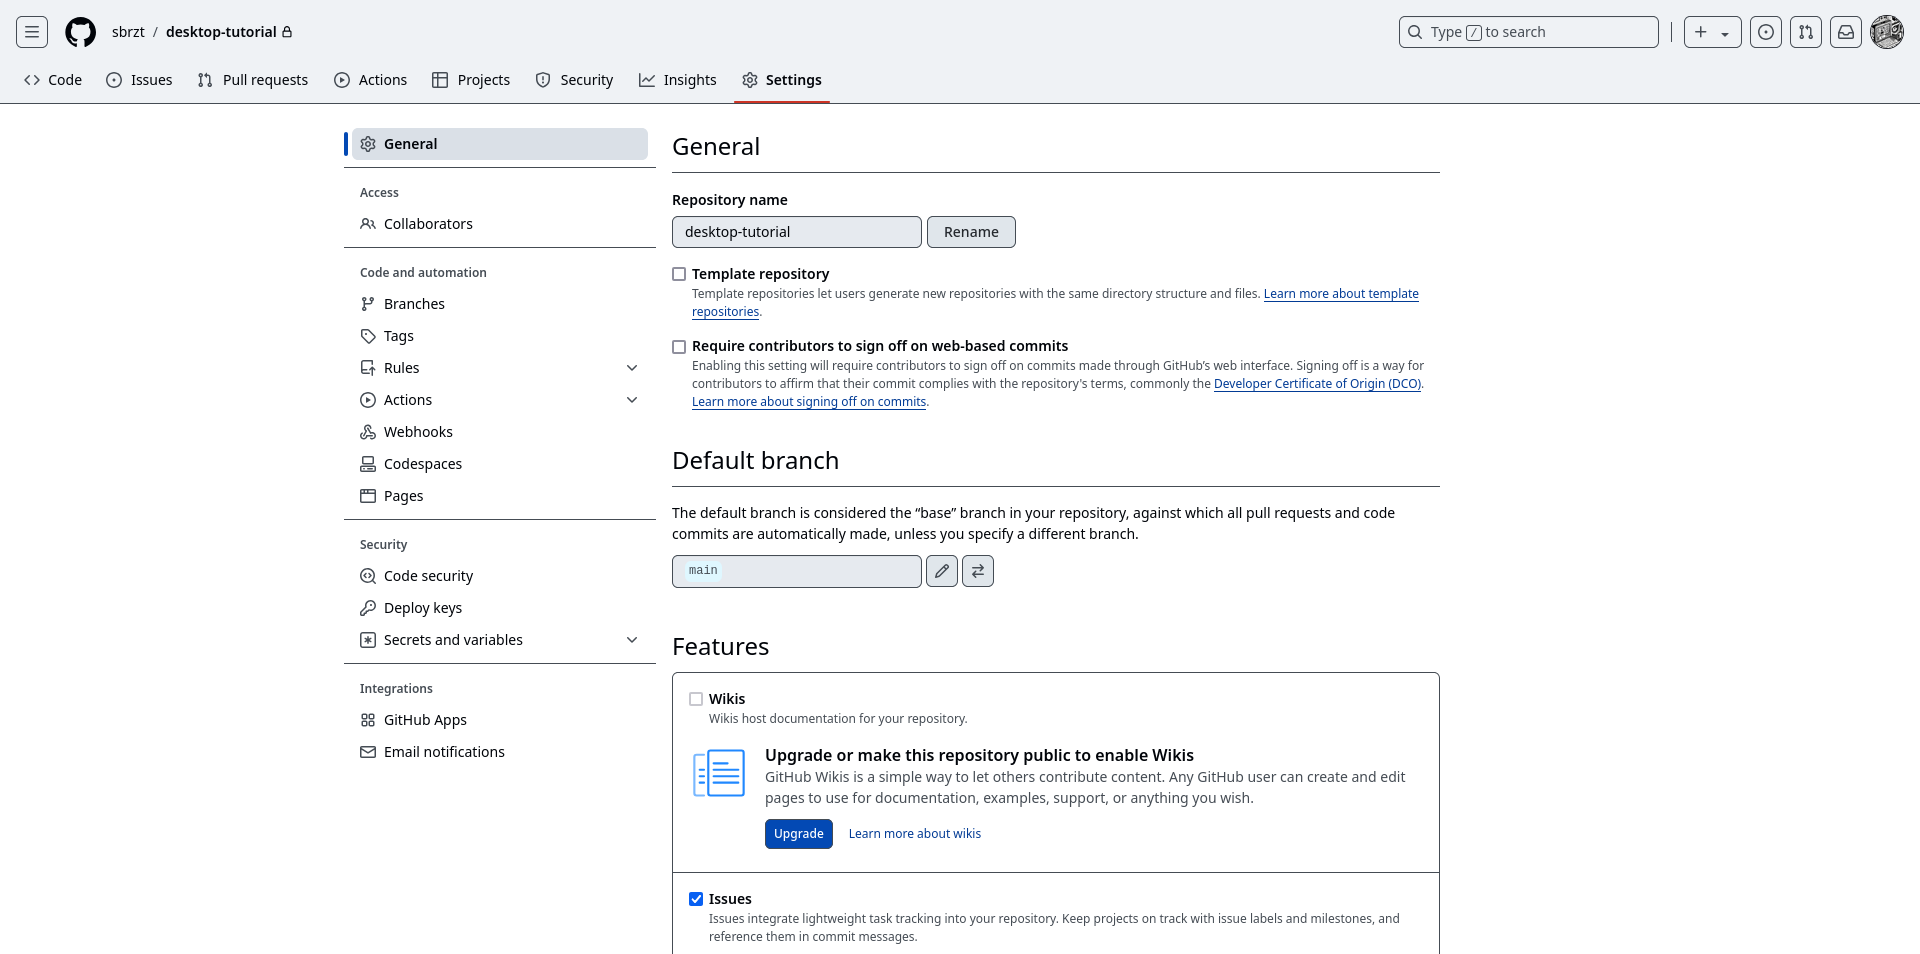 sbrzt / desktop-tutorial
Type / to search
Code
Issues
Pull requests
Actions
Projects
Security
Insights
Settings
General
Access
Collaborators
Code and automation
Branches
Tags
Rules
Actions
Webhooks
Codespaces
Pages
Security
Code security
Deploy keys
Secrets and variables
Integrations
GitHub Apps
Email notifications
General
Repository name
desktop-tutorial
Rename
Template repository
Template repositories let users generate new repositories with the same directory structure and files. Learn more about template
repositories.
Require contributors to sign off on web-based commits
Enabling this setting will require contributors to sign off on commits made through GitHub’s web interface. Signing off is a way for
contributors to affirm that their commit complies with the repository's terms, commonly the Developer Certificate of Origin (DCO).
Learn more about signing off on commits.
Default branch
The default branch is considered the “base” branch in your repository, against which all pull requests and code
commits are automatically made, unless you specify a different branch.
main
Features
Wikis
Wikis host documentation for your repository.
Upgrade or make this repository public to enable Wikis
GitHub Wikis is a simple way to let others contribute content. Any GitHub user can create and edit
pages to use for documentation, examples, support, or anything you wish.
Upgrade
Learn more about wikis
Issues
Issues integrate lightweight task tracking into your repository. Keep projects on track with issue labels and milestones, and
reference them in commit messages.